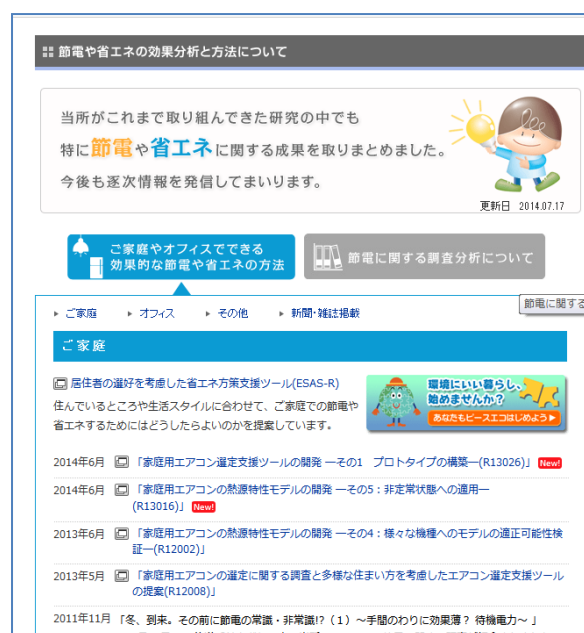 節電や省エネの効果分析と方法について
当所がこれまで取り組んできた研究の中でも
特に節電や省エネに関する成果を取りまとめました。
今後も逐次情報を発信してまいります。
更新日 2014.07.17
ご家庭やオフィスでできる
効果的な節電や省エネの方法
節電に関する調査分析について
節電に関する
ご家庭
オフィス
その他
新聞・雑誌掲載
ご家庭
居住者の選好を考慮した省エネ方策支援ツール(ESAS-R)
住んでいるところや生活スタイルに合わせて、ご家庭での節電や
省エネするためにはどうしたらよいのかを提案しています。
環境にいい暮らし、
始めませんか?
あなたもピースエコはじめよう
2014年6月 「家庭用エアコン選定支援ツールの開発 —その1 プロトタイプの構築—(R13026)」 New!
2014年6月 「家庭用エアコンの熱源特性モデルの開発 —その5:非定常状態への適用—
(R13016)」 New!
2013年6月 「家庭用エアコンの熱源特性モデルの開発 —その4:様々な機種へのモデルの適正可能性検
証—(R12002)」
2013年5月 「家庭用エアコンの選定に関する調査と多様な住まい方を考慮したエアコン選定支援ツール
の提案(R12008)」
2011年11月 「冬、到来。その前に節電の常識・非常識!?(1)～手間のわりに効果薄? 待機電力～ 」